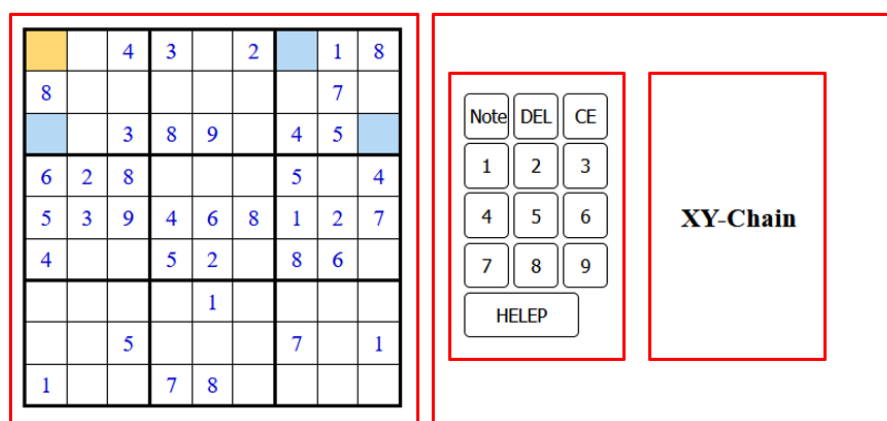 4 3 2 1 8
8 7
3 8 9 4 5
6 2 8 5 4
5 3 9 4 6 8 1 2 7
4 5 2 8 6
1
5 7 1
1 7 8
Note DEL CE
1 2 3
4 5 6
7 8 9
HELEP
XY-Chain